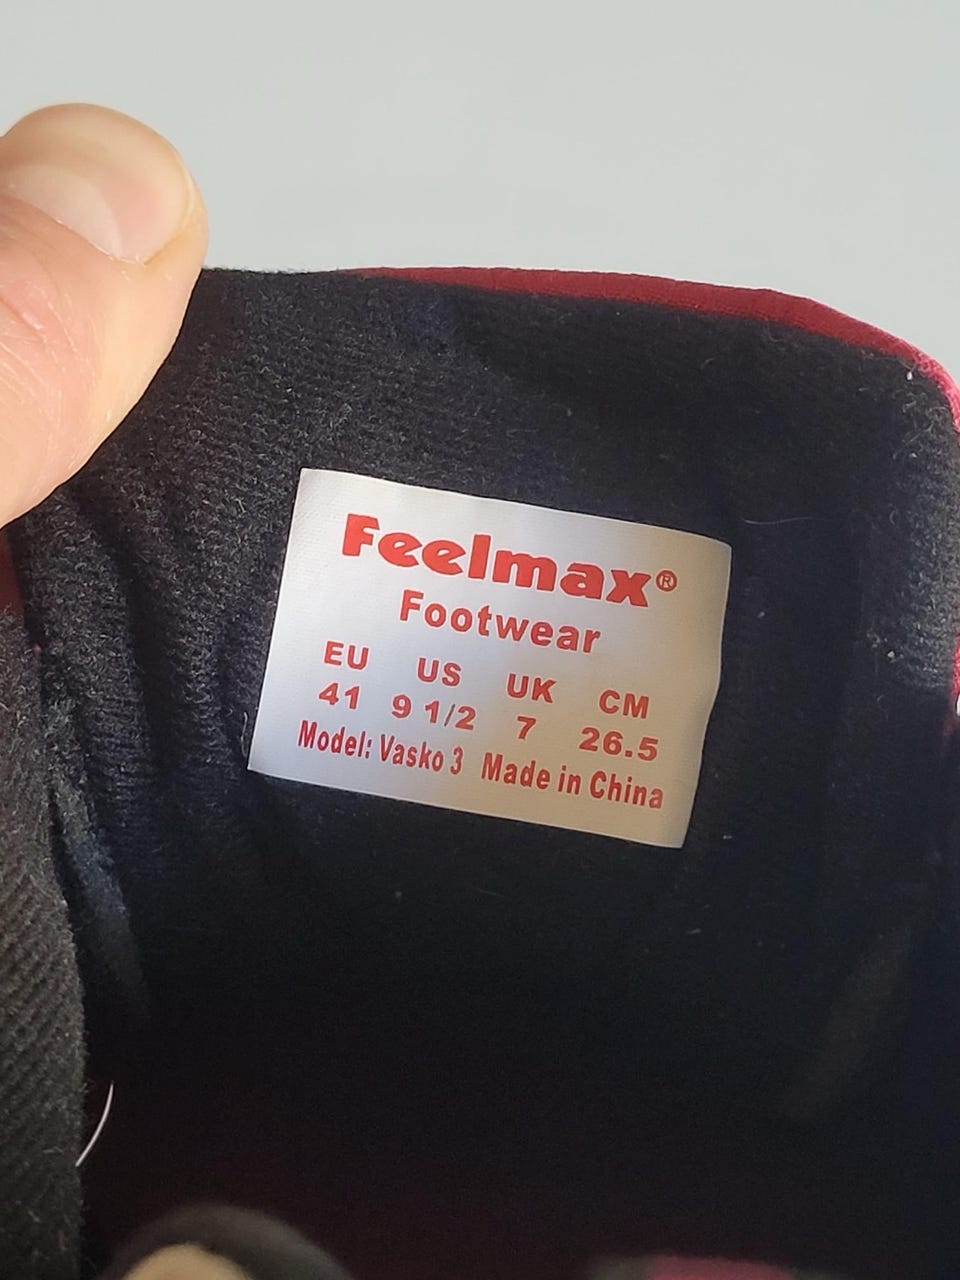 Feelmax®
Footwear
EU US UK CM
41 9 1/2 7 26.5
Model: Vasko 3 Made in China